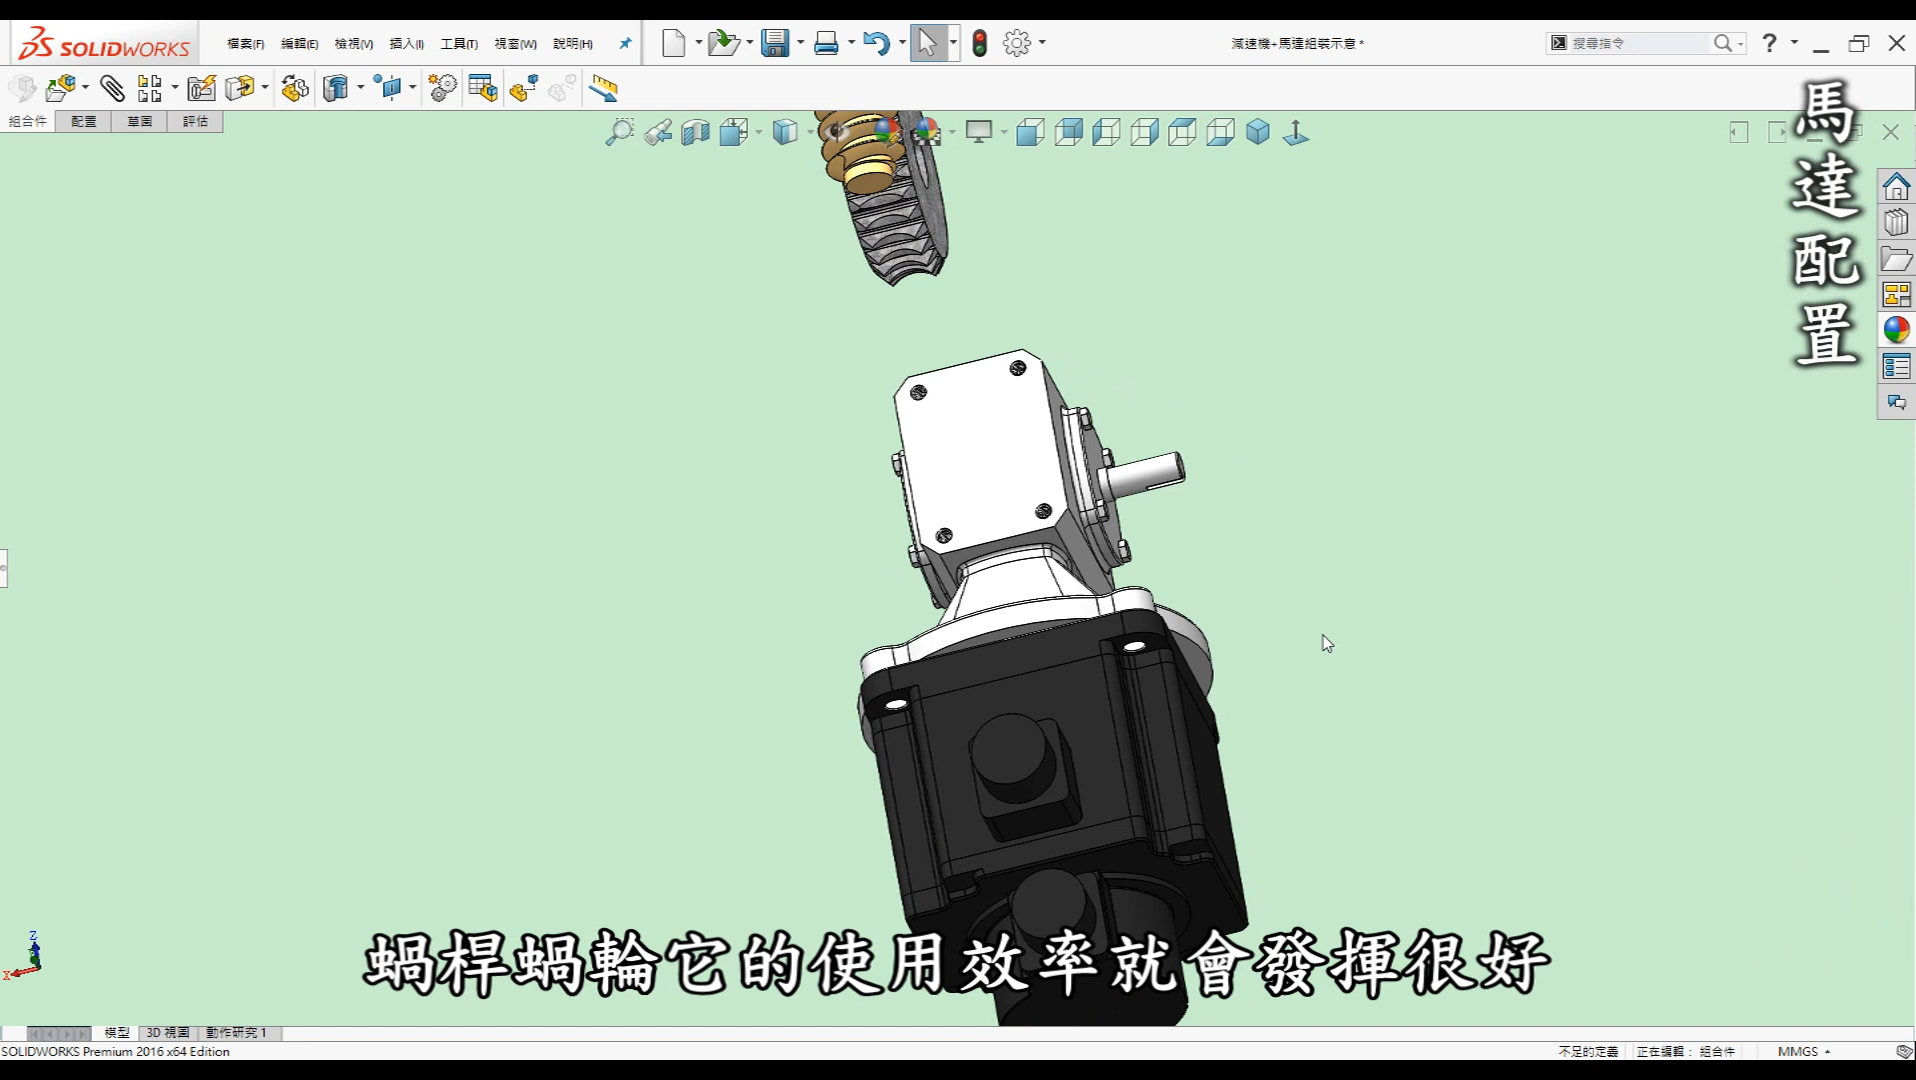 SOLIDWORKS
檔案(F) 編輯(E) 檢視(V) 插入(I) 工具(T) 視窗(W) 說明(H)
減速機+馬達組裝示意 *
搜尋指令
組合件 配置 草圖 評估
馬達配置
蝸桿蝸輪它的使用效率就會發揮很好
Z
X
模型 3D 視圖 動作研究 1
SOLIDWORKS Premium 2016 x64 Edition
不足的定義 正在編輯： 組合件 MMGS